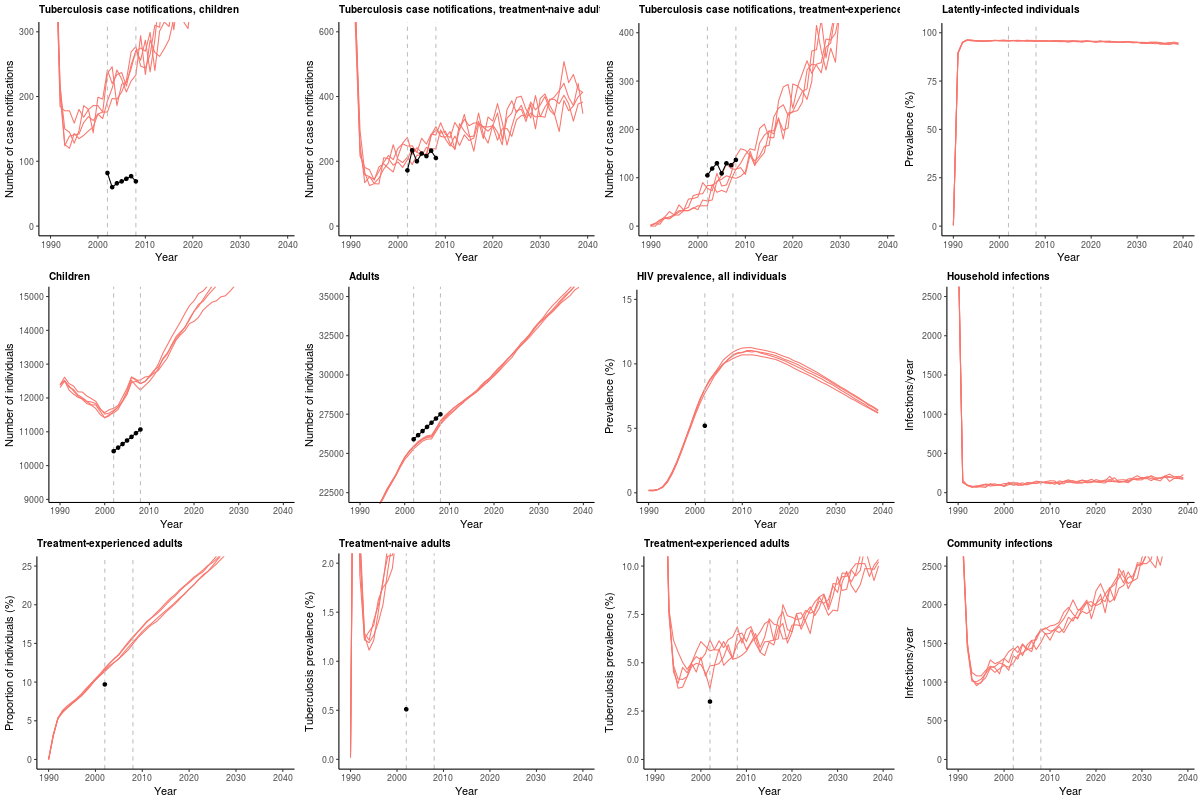 Tuberculosis case notifications, children
Number of case notifications
300
200
100
0
1990 2000 2010 2020 2030 2040
Year
Tuberculosis case notifications, treatment-naive adult
Number of case notifications
600
400
200
0
1990 2000 2010 2020 2030 2040
Year
Tuberculosis case notifications, treatment-experience
Number of case notifications
400
300
200
100
0
1990 2000 2010 2020 2030 2040
Year
Latently-infected individuals
Prevalence (%)
100
75
50
25
0
1990 2000 2010 2020 2030 2040
Year
Children
Number of individuals
15000
14000
13000
12000
11000
10000
9000
1990 2000 2010 2020 2030 2040
Year
Adults
Number of individuals
35000
32500
30000
27500
25000
22500
1990 2000 2010 2020 2030 2040
Year
HIV prevalence, all individuals
Prevalence (%)
15
10
5
0
1990 2000 2010 2020 2030 2040
Year
Household infections
Infections/year
2500
2000
1500
1000
500
0
1990 2000 2010 2020 2030 2040
Year
Treatment-experienced adults
Proportion of individuals (%)
25
20
15
10
5
0
1990 2000 2010 2020 2030 2040
Year
Treatment-naive adults
Tuberculosis prevalence (%)
2.0
1.5
1.0
0.5
0.0
1990 2000 2010 2020 2030 2040
Year
Treatment-experienced adults
Tuberculosis prevalence (%)
10.0
7.5
5.0
2.5
0.0
1990 2000 2010 2020 2030 2040
Year
Community infections
Infections/year
2500
2000
1500
1000
500
0
1990 2000 2010 2020 2030 2040
Year